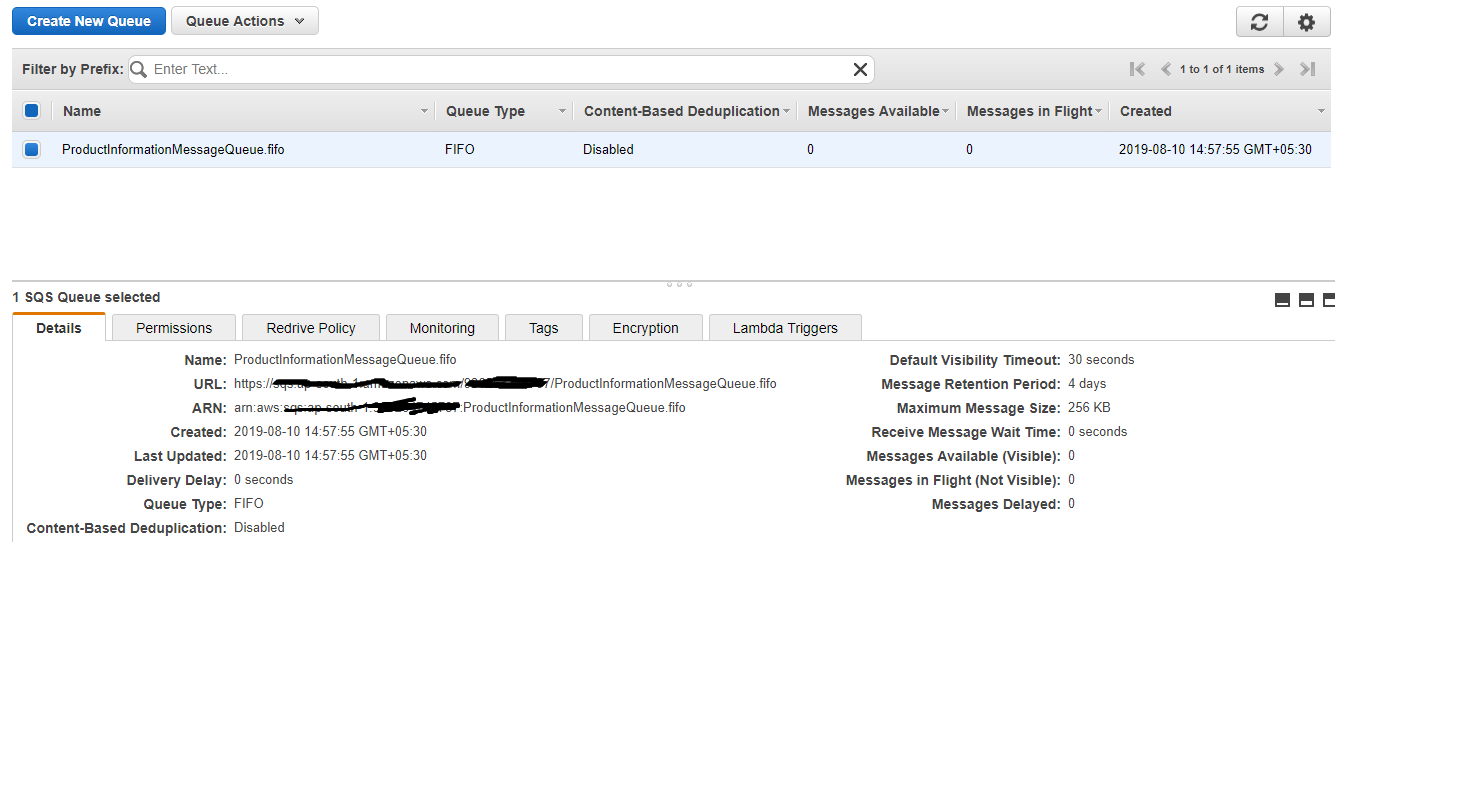 Create New Queue Queue Actions
Filter by Prefix: Enter Text... 1 to 1 of 1 items
Name Queue Type Content-Based Deduplication Messages Available Messages in Flight Created
ProductInformationMessageQueue.fifo FIFO Disabled 0 0 2019-08-10 14:57:55 GMT+05:30
1 SQS Queue selected
Details Permissions Redrive Policy Monitoring Tags Encryption Lambda Triggers
Name: ProductInformationMessageQueue.fifo Default Visibility Timeout: 30 seconds
URL: https:// /ProductInformationMessageQueue.fifo Message Retention Period: 4 days
ARN: arn:aws: :ProductInformationMessageQueue.fifo Maximum Message Size: 256 KB
Created: 2019-08-10 14:57:55 GMT+05:30 Receive Message Wait Time: 0 seconds
Last Updated: 2019-08-10 14:57:55 GMT+05:30 Messages Available (Visible): 0
Delivery Delay: 0 seconds Messages in Flight (Not Visible): 0
Queue Type: FIFO Messages Delayed: 0
Content-Based Deduplication: Disabled